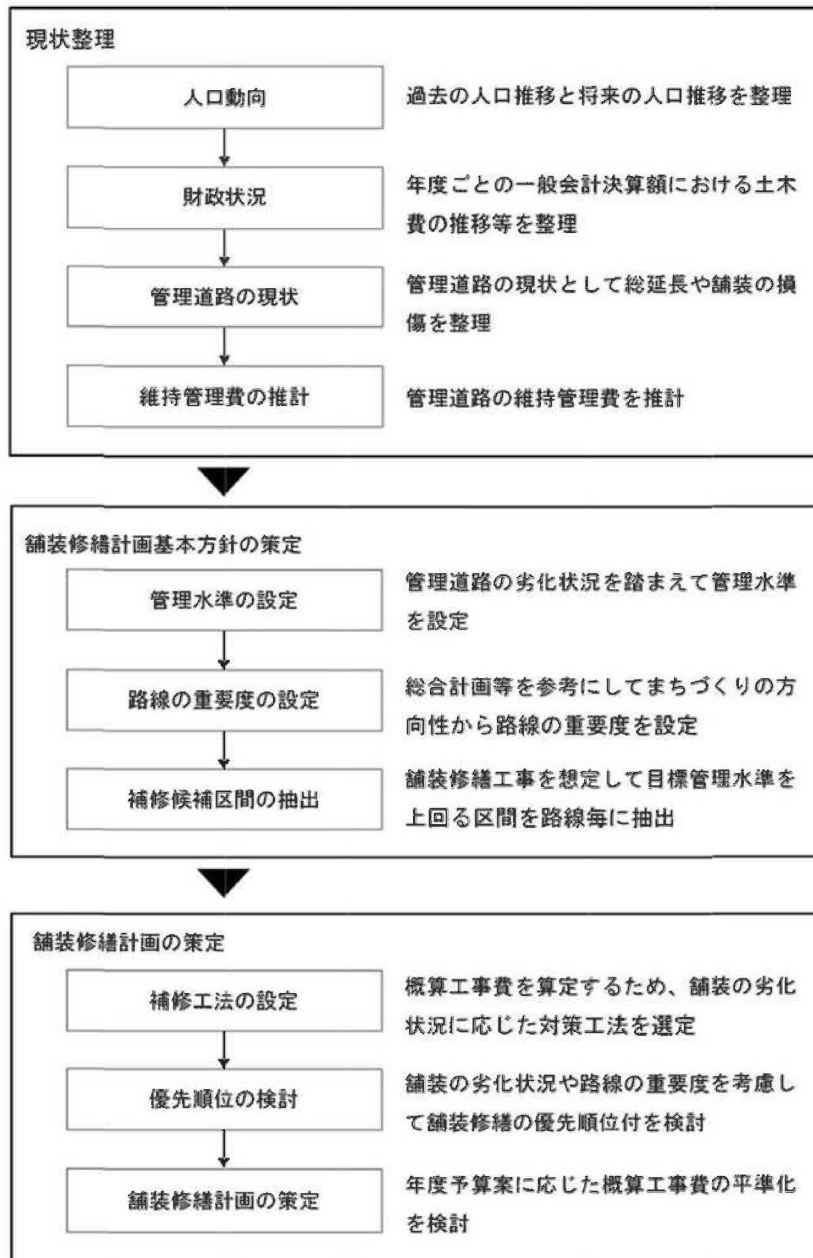 現状整理
人口動向
過去の人口推移と将来の人口推移を整理
財政状況
年度ごとの一般会計決算額における土木
費の推移等を整理
管理道路の現状
管理道路の現状として総延長や舗装の損
傷を整理
維持管理費の推計
管理道路の維持管理費を推計
舗装修繕計画基本方針の策定
管理水準の設定
管理道路の劣化状況を踏まえて管理水準
を設定
路線の重要度の設定
総合計画等を参考にしてまちづくりの方
向性から路線の重要度を設定
補修候補区間の抽出
舗装修繕工事を想定して目標管理水準を
上回る区間を路線毎に抽出
舗装修繕計画の策定
補修工法の設定
概算工事費を算定するため、舗装の劣化
状況に応じた対策工法を選定
優先順位の検討
舗装の劣化状況や路線の重要度を考慮し
て舗装修繕の優先順位付を検討
舗装修繕計画の策定
年度予算案に応じた概算工事費の平準化
を検討